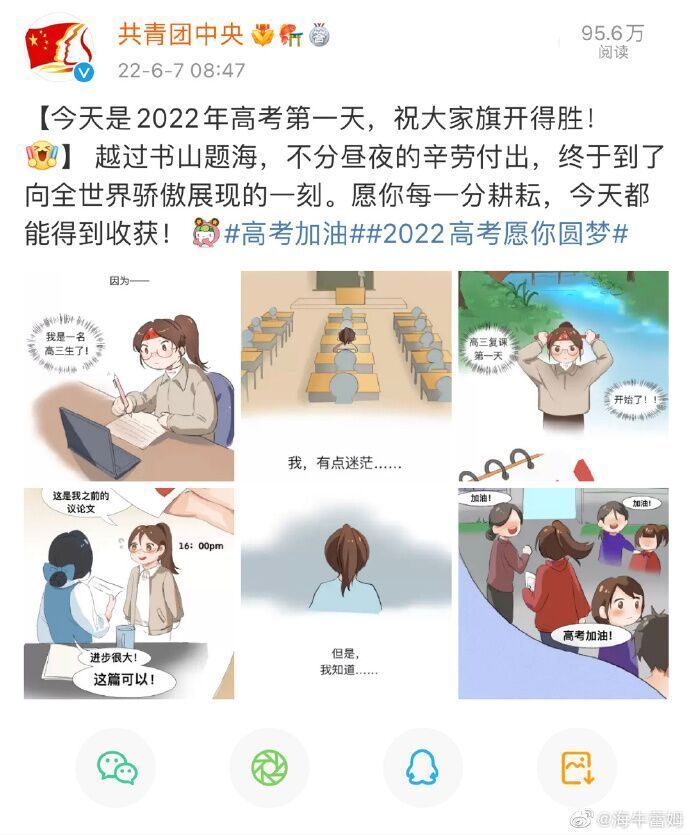 共青团中央
22-6-7 08:47
95.6万
阅读
【今天是2022年高考第一天，祝大家旗开得胜！
】 越过书山题海，不分昼夜的辛劳付出，终于到了
向全世界骄傲展现的一刻。愿你每一分耕耘，今天都
能得到收获！ #高考加油##2022高考愿你圆梦#
因为——
我是一名
高三生了！
我，有点迷茫……
高三复课
第一天
开始了！！
这是我之前的
议论文
16：00pm
进步很大！
这篇可以！
但是，
我知道……
加油！
加油！
高考加油！
@海牛蕾姆